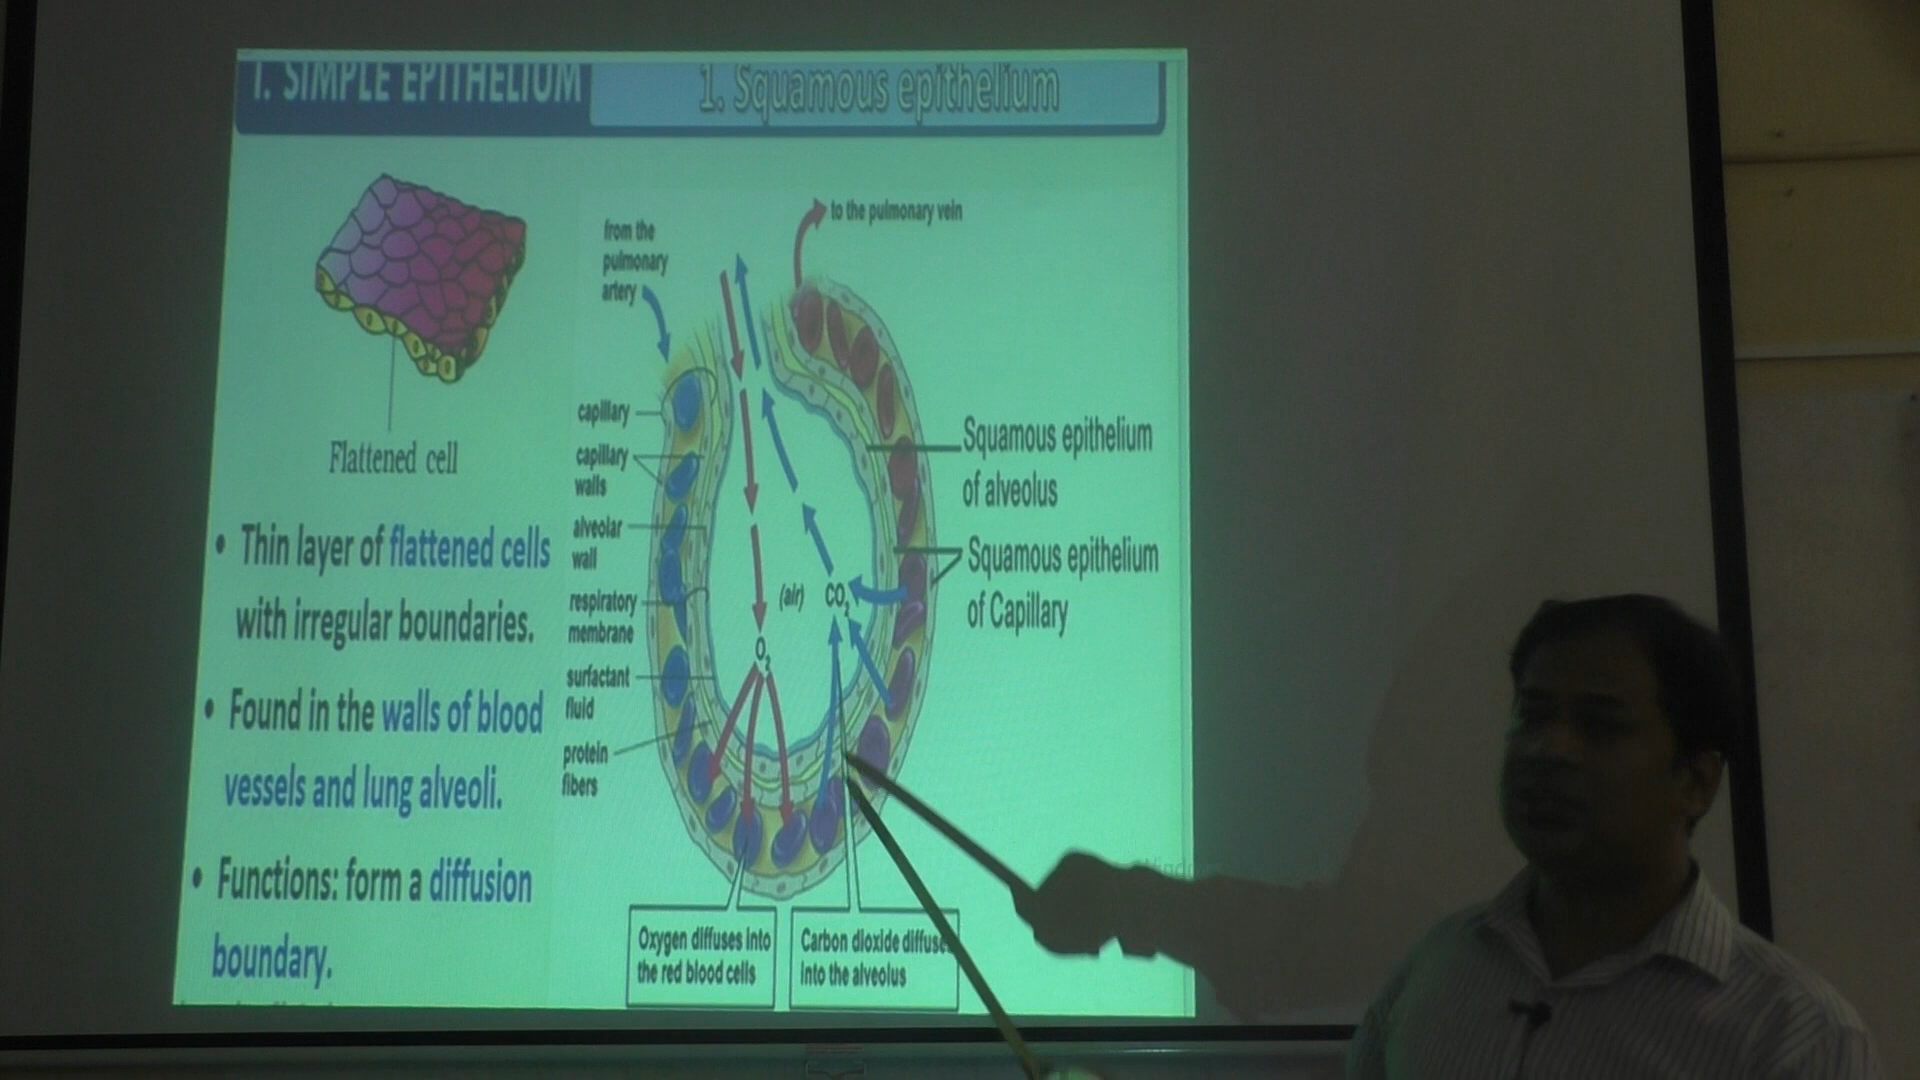 I. SIMPLE EPITHELIUM
1. Squamous epithelium
Flattened cell
• Thin layer of flattened cells
with irregular boundaries.
• Found in the walls of blood
vessels and lung alveoli.
• Functions: form a diffusion
boundary.
from the
pulmonary
artery
to the pulmonary vein
capillary
capillary
walls
alveolar
wall
respiratory
membrane
surfactant
fluid
protein
fibers
(air)
CO2
O2
Squamous epithelium
of alveolus
Squamous epithelium
of Capillary
Oxygen diffuses into
the red blood cells
Carbon dioxide diffuse
into the alveolus